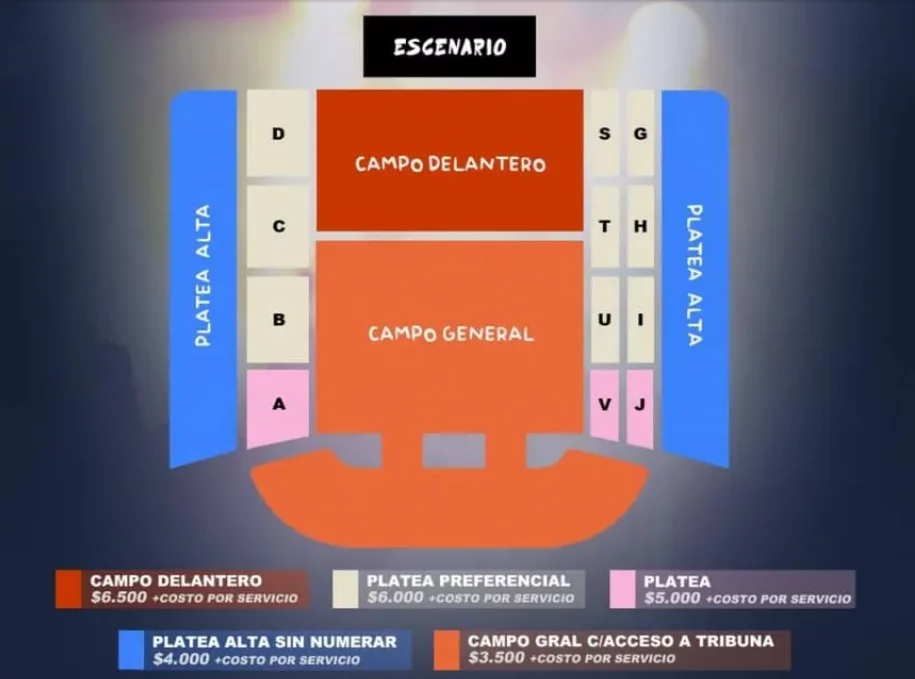 ESCENARIO
D
S
G
CAMPO DELANTERO
C
T
H
PLATEA ALTA
PLATEA ALTA
B
U
I
CAMPO GENERAL
A
V
J
CAMPO DELANTERO
$6.500 +COSTO POR SERVICIO
PLATEA PREFERENCIAL
$6.000 +COSTO POR SERVICIO
PLATEA
$5.000 +COSTO POR SERVICIO
PLATEA ALTA SIN NUMERAR
$4.000 +COSTO POR SERVICIO
CAMPO GRAL C/ACCESO A TRIBUNA
$3.500 +COSTO POR SERVICIO